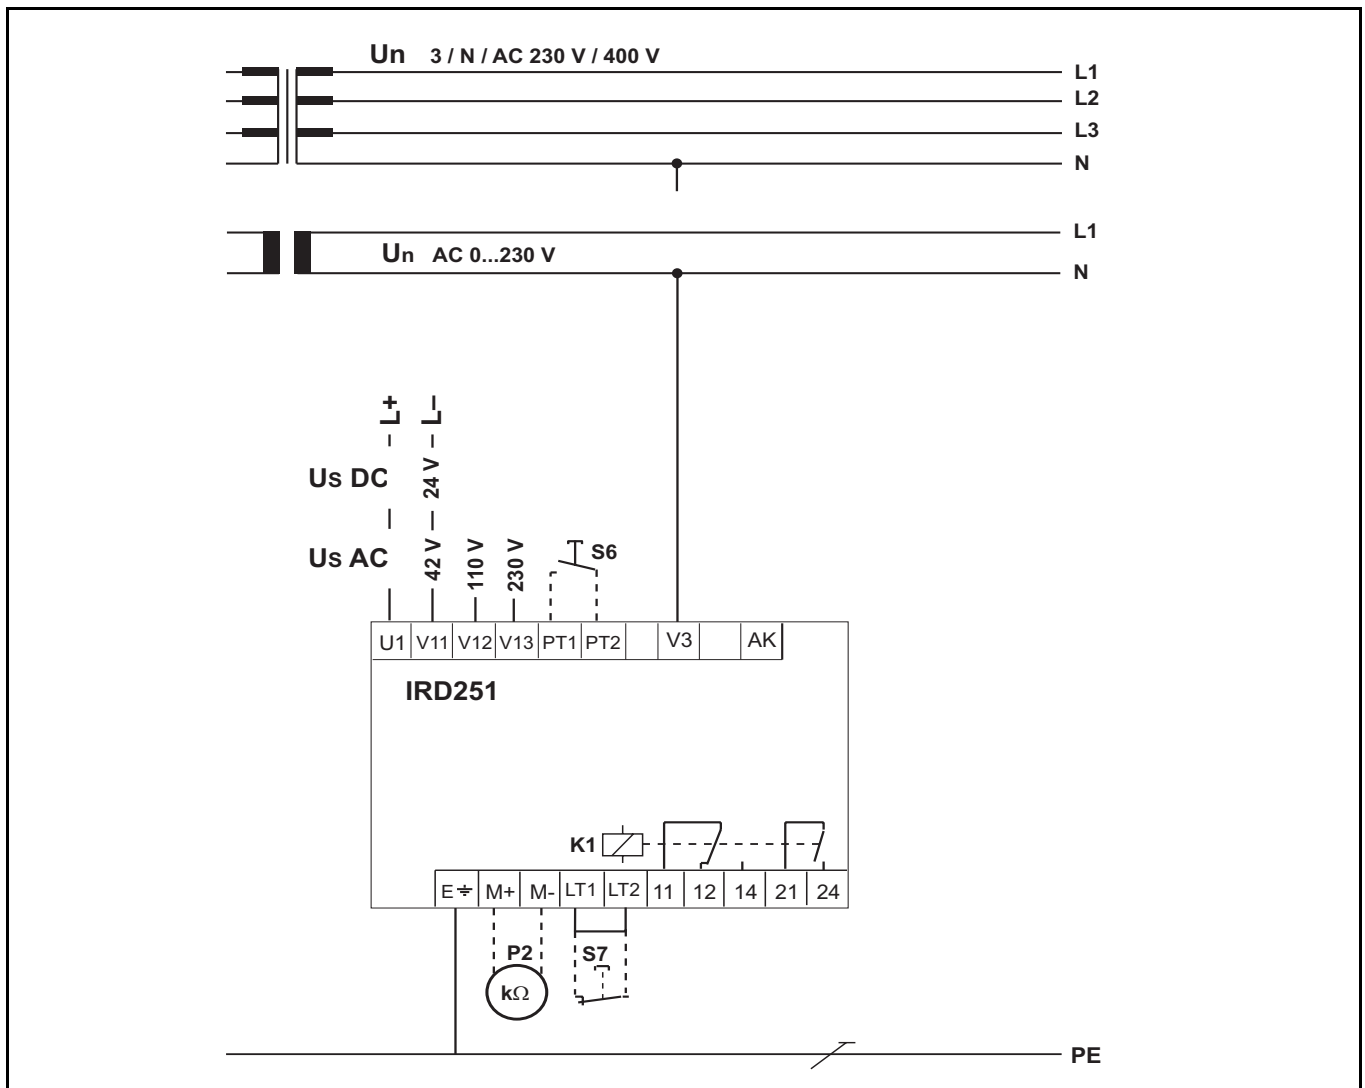 Un 3 / N / AC 230 V / 400 V
L1
L2
L3
N
L1
Un AC 0...230 V
N
L+
L–
Us DC
24 V
Us AC
42 V
110 V
230 V
S6
U1 V11 V12 V13 PT1 PT2 V3 AK
IRD251
K1
E M+ M- LT1 LT2 11 12 14 21 24
P2
S7
kΩ
PE